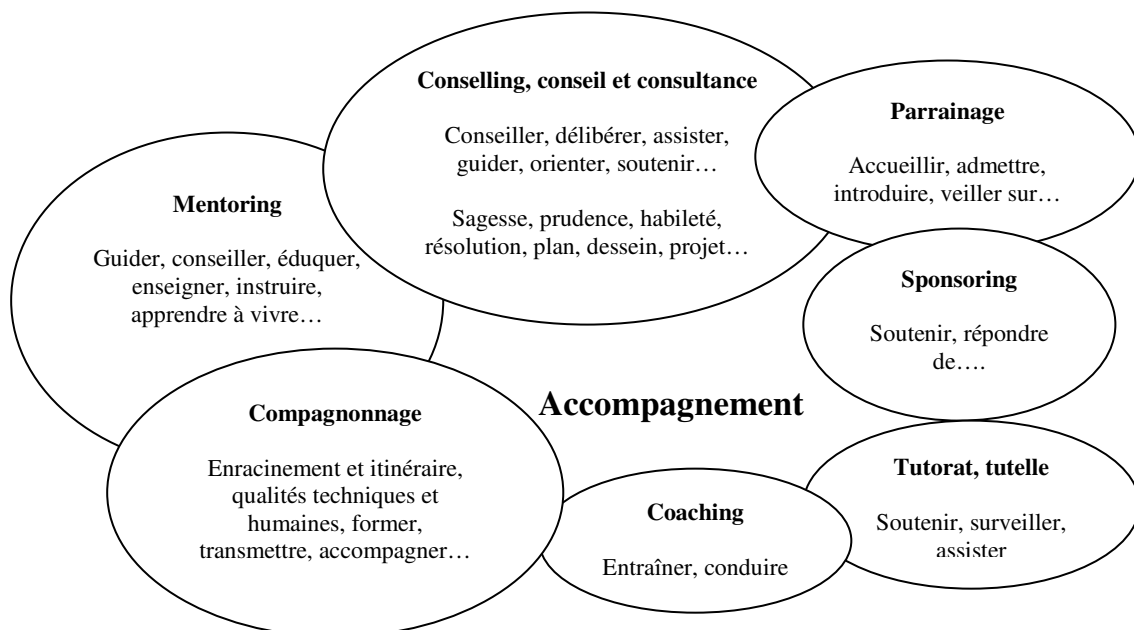 Conselling, conseil et consultance
Conseiller, délibérer, assister,
guider, orienter, soutenir…
Sagesse, prudence, habileté,
résolution, plan, dessein, projet…
Parrainage
Accueillir, admettre,
introduire, veiller sur…
Mentoring
Guider, conseiller, éduquer,
enseigner, instruire,
apprendre à vivre…
Sponsoring
Soutenir, répondre
de….
Accompagnement
Compagnonnage
Enracinement et itinéraire,
qualités techniques et
humaines, former,
transmettre, accompagner…
Coaching
Entraîner, conduire
Tutorat, tutelle
Soutenir, surveiller,
assister